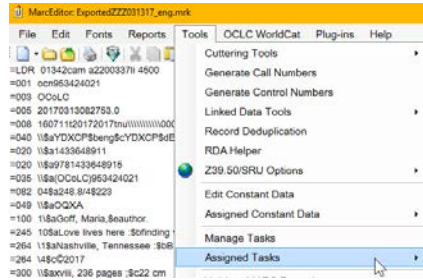 MarcEditor: ExportedZZZ031317_eng.mrk
File Edit Fonts Reports Tools OCLC WorldCat Plug-ins Help
=LDR 01342cam a2200337Ii 4500
=001 ocn953424021
=003 OCoLC
=005 20170313082753.0
=008 160711t20172017tnu\\\\\\\\\\\000
=040 \\$aYDXCP$beng$cYDXCP$dE
=020 \\$a1433648911
=020 \\$a9781433648915
=035 \\$a(OCoLC)953424021
=082 04$a248.8/4$223
=049 \\$aOQXA
=100 1\$aGoff, Maria,$eauthor.
=245 10$aLove lives here :$bfinding
=264 \1$aNashville, Tennessee :$bB
=264 \4$c©2017
=300 \\$axviii, 236 pages ;$c22 cm
Cuttering Tools
Generate Call Numbers
Generate Control Numbers
Linked Data Tools
Record Deduplication
RDA Helper
Z39.50/SRU Options
Edit Constant Data
Assigned Constant Data
Manage Tasks
Assigned Tasks